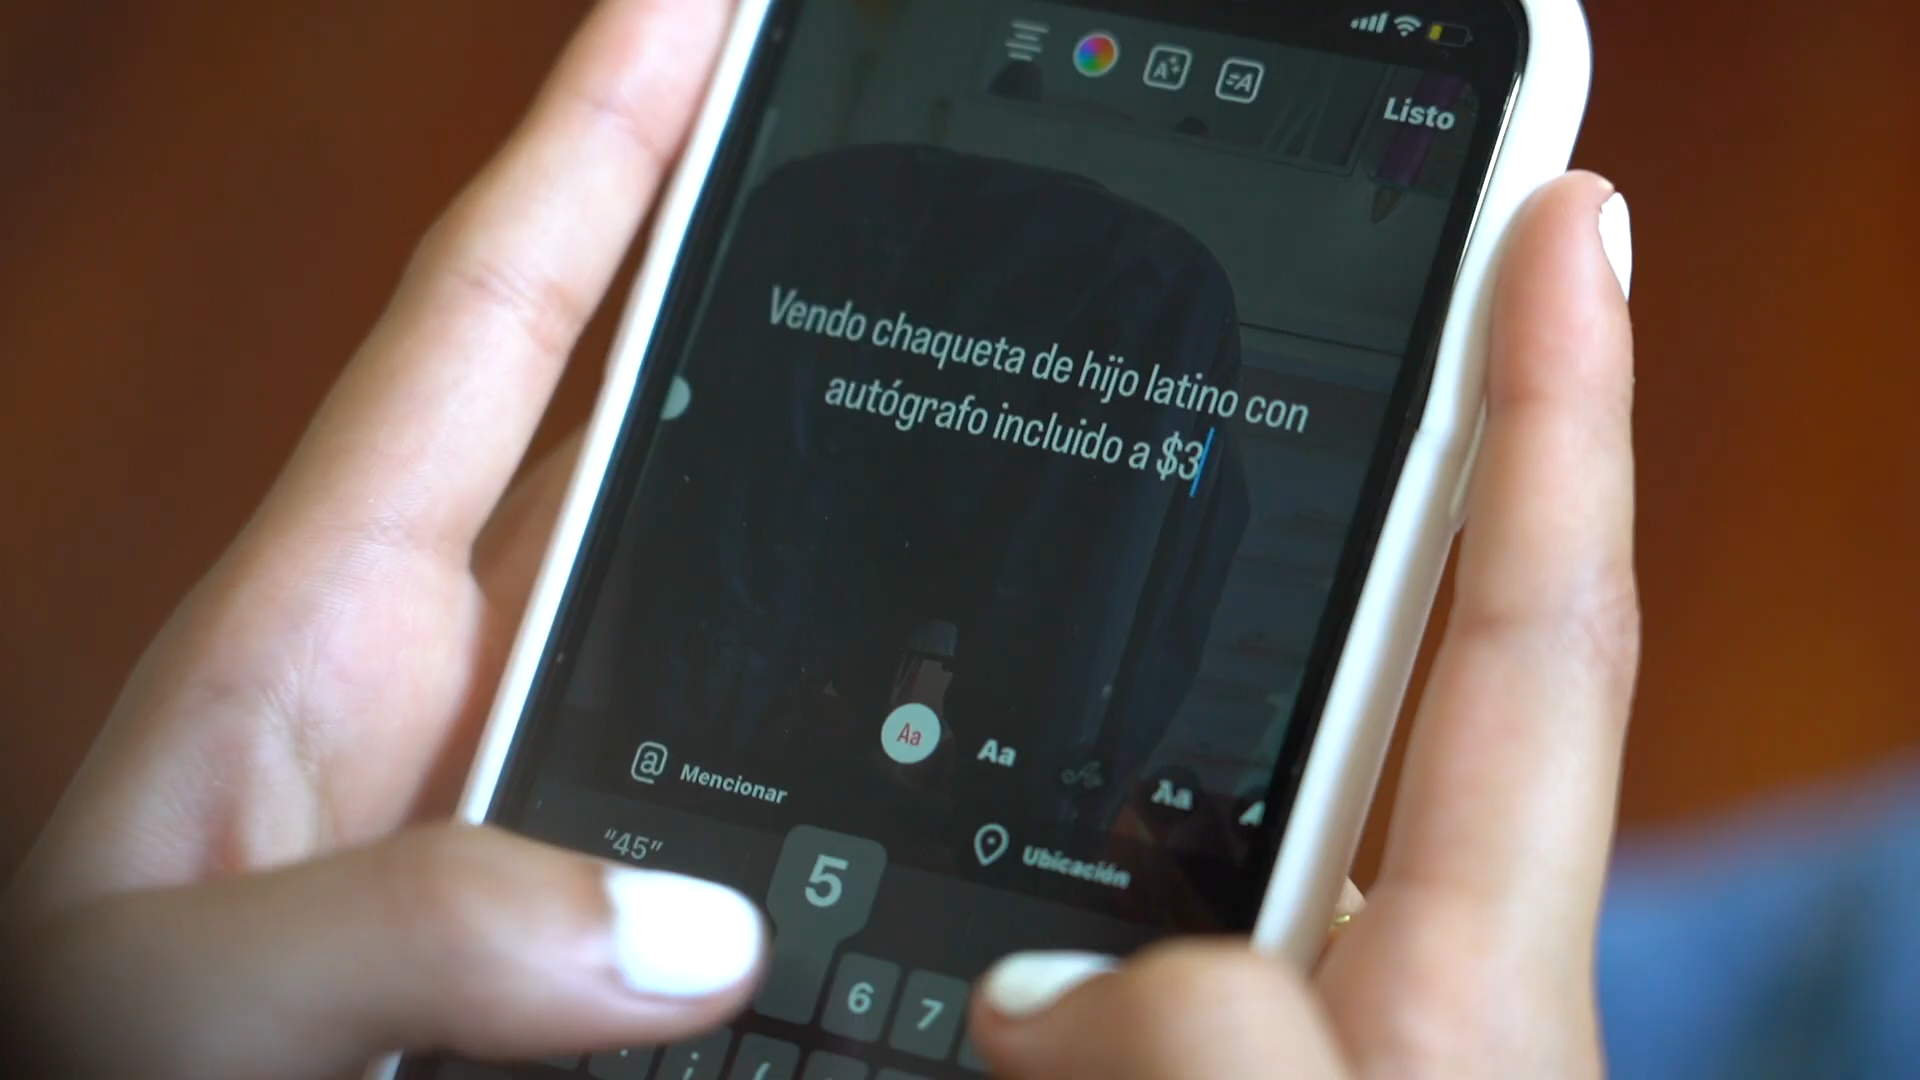 Listo
Vendo chaqueta de hijo latino con
autógrafo incluido a $3
Aa
Aa
Aa
@ Mencionar
Ubicación
“45”
5
6
7